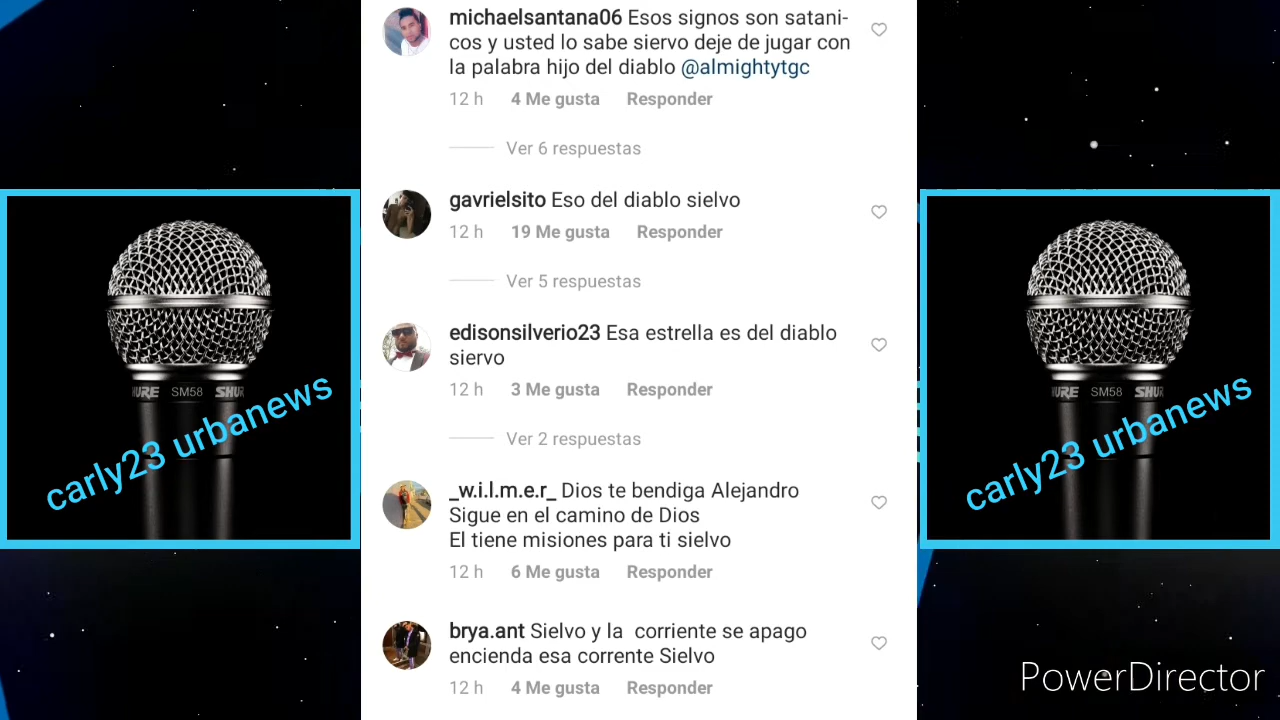 michaelsantana06 Esos signos son satani-
cos y usted lo sabe siervo deje de jugar con
la palabra hijo del diablo @almightytgc
12 h 4 Me gusta Responder
Ver 6 respuestas
gavrielsito Eso del diablo sielvo
12 h 19 Me gusta Responder
Ver 5 respuestas
edisonsilverio23 Esa estrella es del diablo
siervo
12 h 3 Me gusta Responder
Ver 2 respuestas
_w.i.l.m.e.r_ Dios te bendiga Alejandro
Sigue en el camino de Dios
El tiene misiones para ti sielvo
12 h 6 Me gusta Responder
brya.ant Sielvo y la corriente se apago
encienda esa corrente Sielvo
12 h 4 Me gusta Responder
URE SM58 SHUR
carly23 urbanews
URE SM58 SHUR
carly23 urbanews
PowerDirector